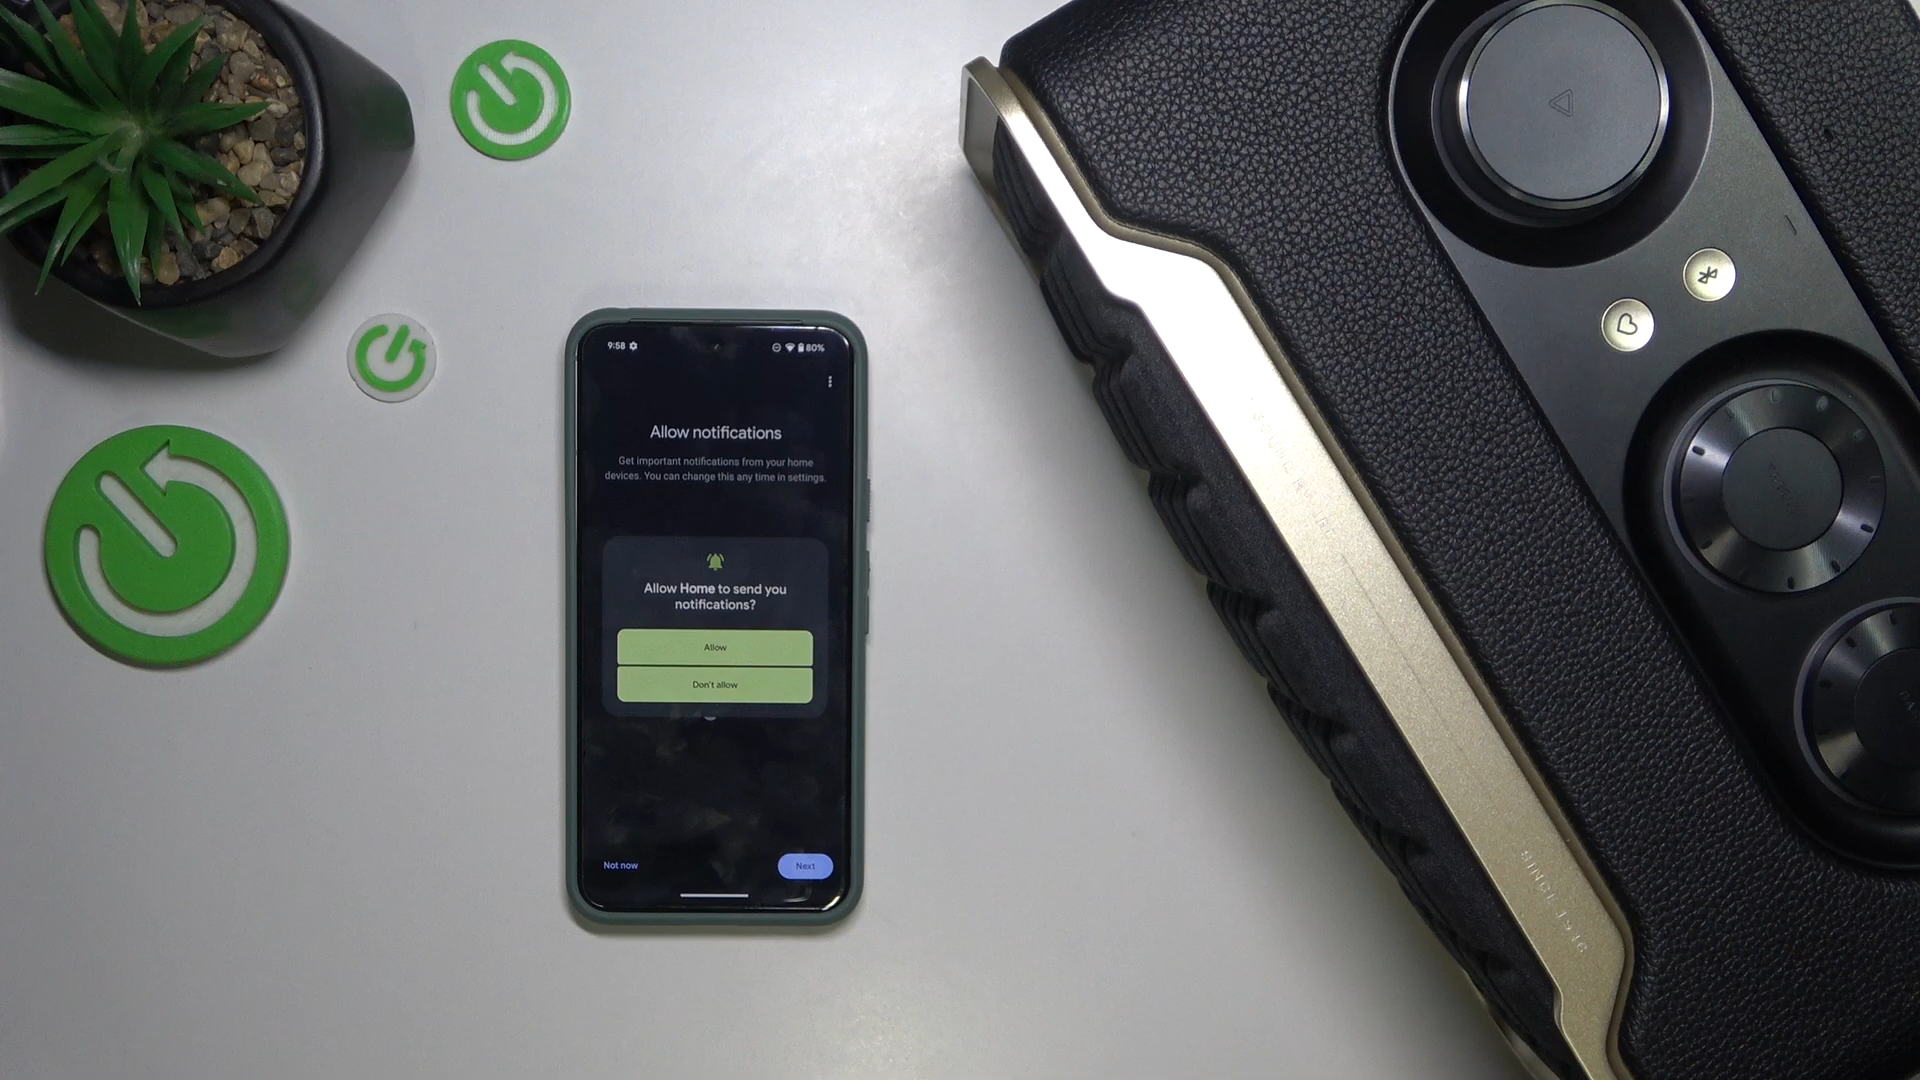 9:58
80%
Allow notifications
Get important notifications from your home
devices. You can change this any time in settings.
Allow Home to send you
notifications?
Allow
Don't allow
Not now
Next
SINCE 1946